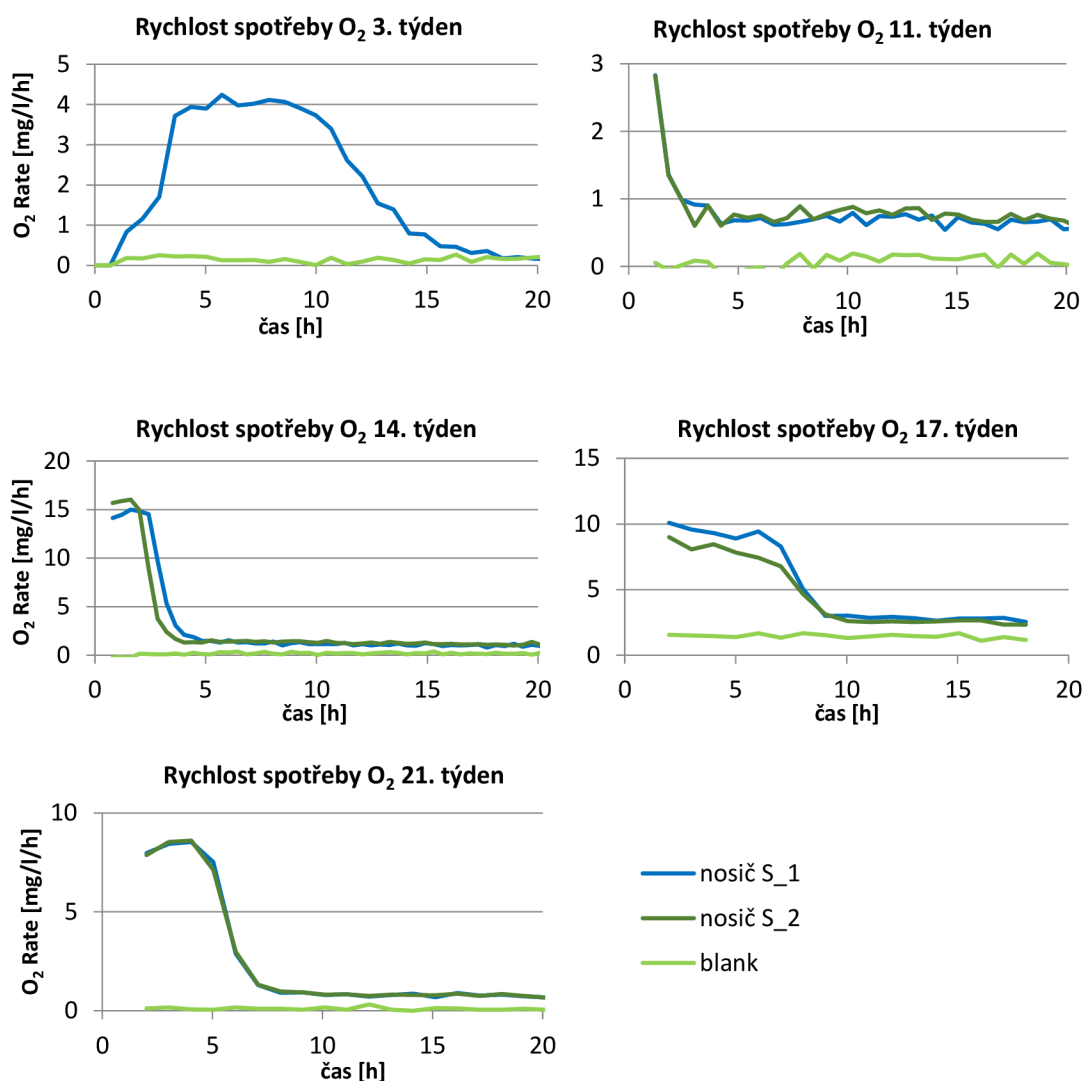 Rychlost spotřeby O₂ 3. týden
O₂ Rate [mg/l/h]
5
4
3
2
1
0
0 5 10 15 20
čas [h]
Rychlost spotřeby O₂ 11. týden
3
2
1
0
0 5 10 15 20
čas [h]
Rychlost spotřeby O₂ 14. týden
O₂ Rate [mg/l/h]
20
15
10
5
0
0 5 10 15 20
čas [h]
Rychlost spotřeby O₂ 17. týden
15
10
5
0
0 5 10 15 20
čas [h]
Rychlost spotřeby O₂ 21. týden
O₂ Rate [mg/l/h]
10
5
0
0 5 10 15 20
čas [h]
nosič S_1
nosič S_2
blank